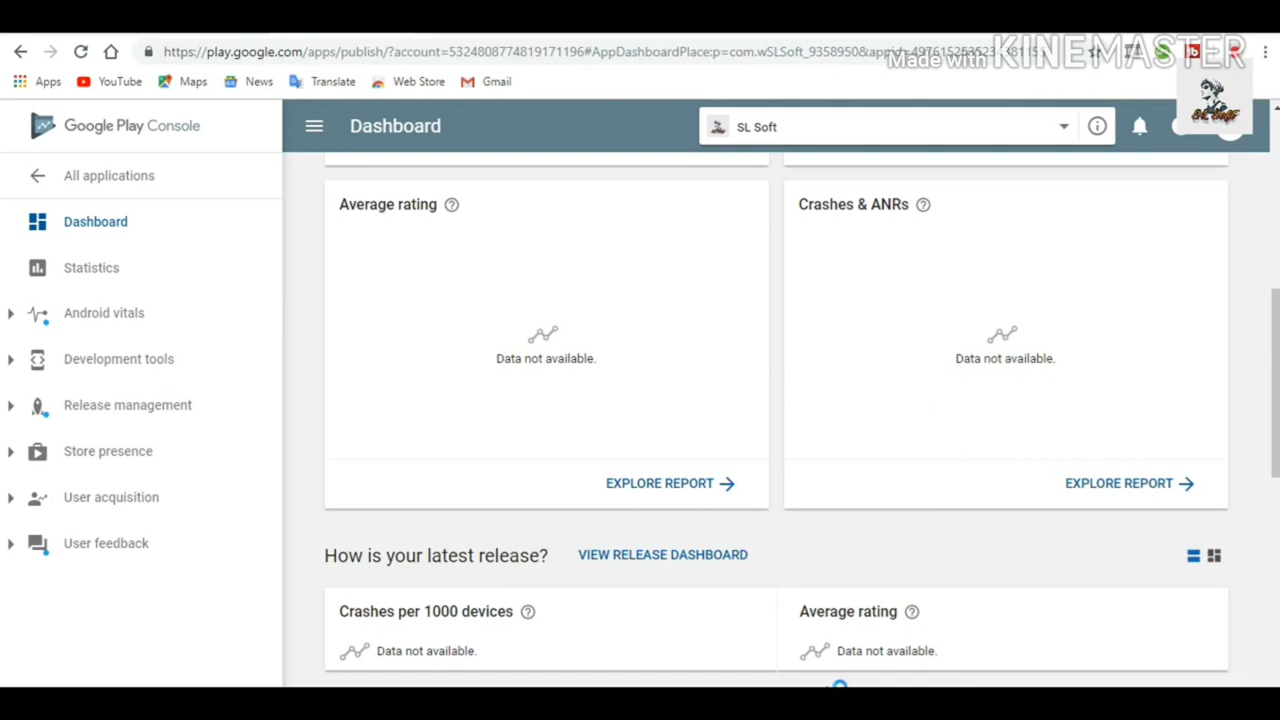 https://play.google.com/apps/publish/?account=5324808774819171196#AppDashboardPlace:p=com.wSLSoft_9358950&
Made with KINEMASTER
Apps YouTube Maps News Translate Web Store Gmail
Google Play Console
Dashboard
SL Soft
SL Soft
All applications
Dashboard
Statistics
Android vitals
Development tools
Release management
Store presence
User acquisition
User feedback
Average rating
Data not available.
EXPLORE REPORT
Crashes & ANRs
Data not available.
EXPLORE REPORT
How is your latest release? VIEW RELEASE DASHBOARD
Crashes per 1000 devices
Data not available.
Average rating
Data not available.